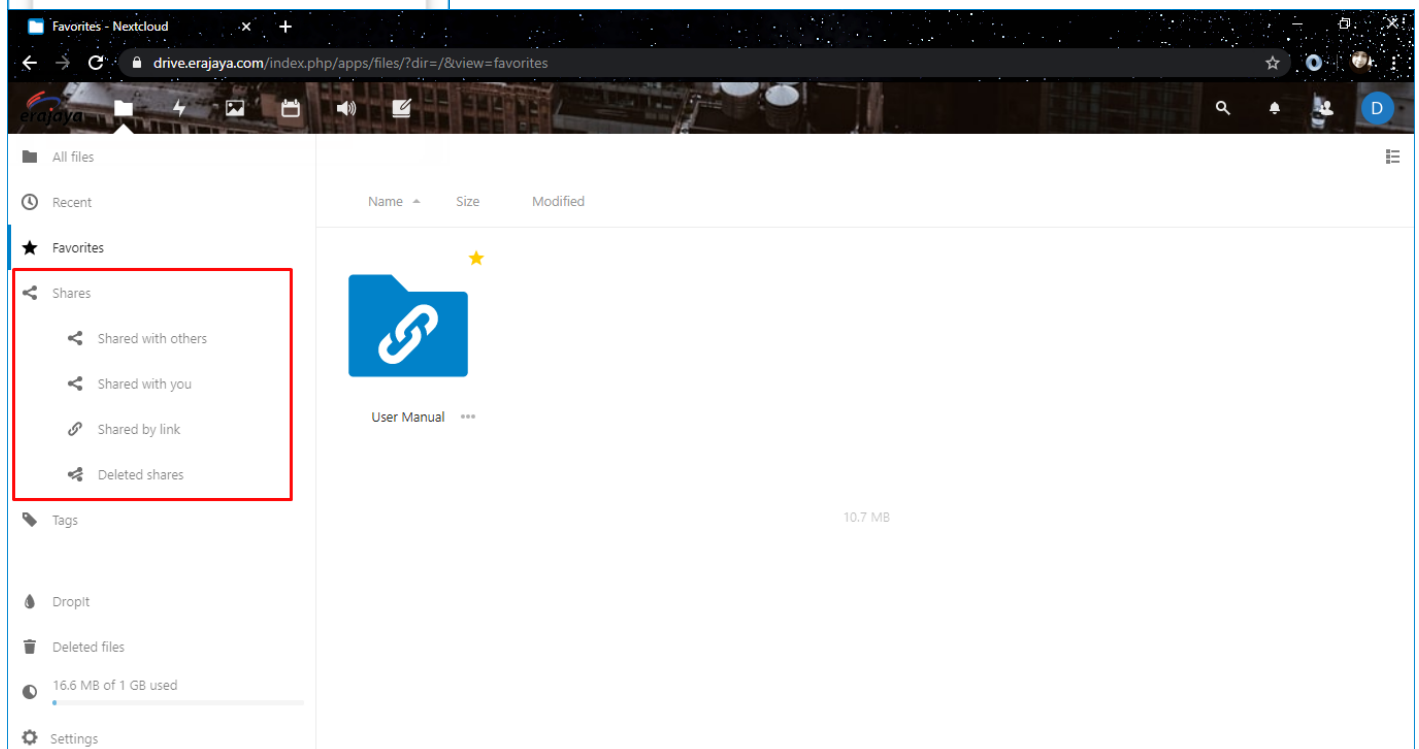 Favorites - Nextcloud
drive.erajaya.com/index.php/apps/files/?dir=/&view=favorites
erajaya
D
All files
Recent
Name Size Modified
Favorites
Shares
Shared with others
Shared with you
User Manual
Shared by link
Deleted shares
Tags
10.7 MB
DropIt
Deleted files
16.6 MB of 1 GB used
Settings